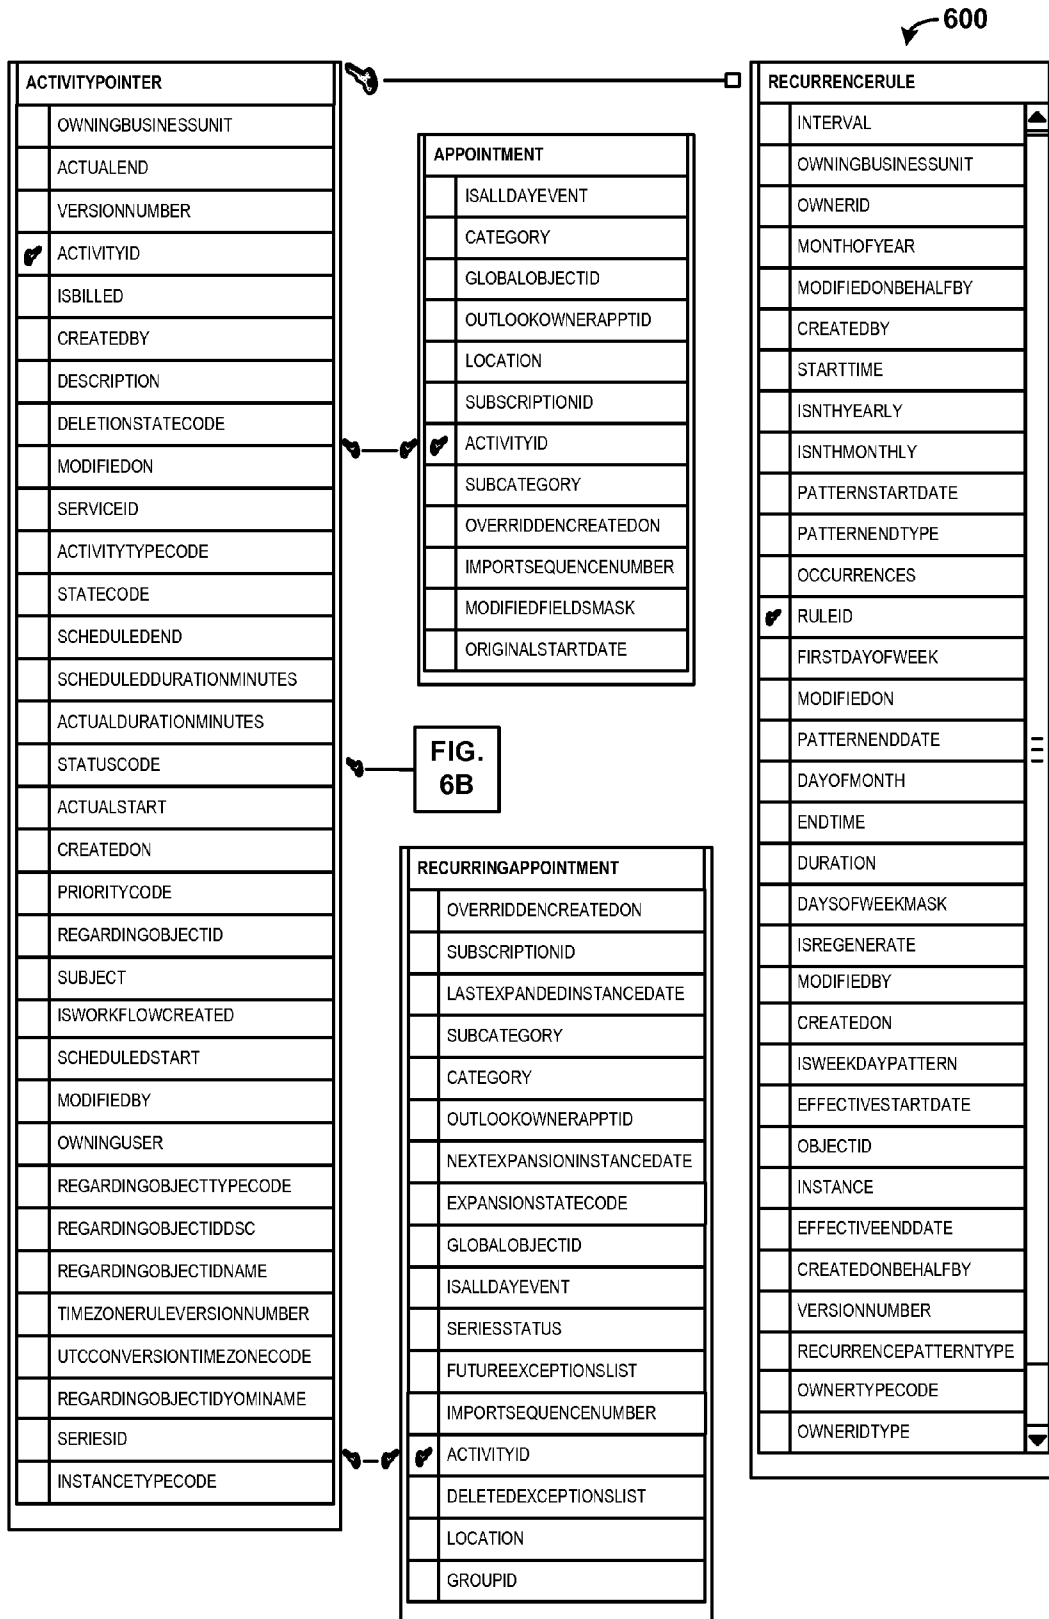 600
ACTIVITYPOINTER
OWNINGBUSINESSUNIT
ACTUALEND
VERSIONNUMBER
ACTIVITYID
ISBILLED
CREATEDBY
DESCRIPTION
DELETIONSTATECODE
MODIFIEDON
SERVICEID
ACTIVITYTYPECODE
STATECODE
SCHEDULEDEND
SCHEDULEDDURATIONMINUTES
ACTUALDURATIONMINUTES
STATUSCODE
ACTUALSTART
CREATEDON
PRIORITYCODE
REGARDINGOBJECTID
SUBJECT
ISWORKFLOWCREATED
SCHEDULEDSTART
MODIFIEDBY
OWNINGUSER
REGARDINGOBJECTTYPECODE
REGARDINGOBJECTIDDSC
REGARDINGOBJECTIDNAME
TIMEZONERULEVERSIONNUMBER
UTCCONVERSIONTIMEZONECODE
REGARDINGOBJECTIDYOMINAME
SERIESID
INSTANCETYPECODE
APPOINTMENT
ISALLDAYEVENT
CATEGORY
GLOBALOBJECTID
OUTLOOKOWNERAPPTID
LOCATION
SUBSCRIPTIONID
ACTIVITYID
SUBCATEGORY
OVERRIDDENCREATEDON
IMPORTSEQUENCENUMBER
MODIFIEDFIELDSMASK
ORIGINALSTARTDATE
FIG.
6B
RECURRINGAPPOINTMENT
OVERRIDDENCREATEDON
SUBSCRIPTIONID
LASTEXPANDEDINSTANCEDATE
SUBCATEGORY
CATEGORY
OUTLOOKOWNERAPPTID
NEXTEXPANSIONINSTANCEDATE
EXPANSIONSTATECODE
GLOBALOBJECTID
ISALLDAYEVENT
SERIESSTATUS
FUTUREEXCEPTIONSLIST
IMPORTSEQUENCENUMBER
ACTIVITYID
DELETEDEXCEPTIONSLIST
LOCATION
GROUPID
RECURRENCERULE
INTERVAL
OWNINGBUSINESSUNIT
OWNERID
MONTHOFYEAR
MODIFIEDONBEHALFBY
CREATEDBY
STARTTIME
ISNTHYEARLY
ISNTHMONTHLY
PATTERNSTARTDATE
PATTERNENDTYPE
OCCURRENCES
RULEID
FIRSTDAYOFWEEK
MODIFIEDON
PATTERNENDDATE
DAYOFMONTH
ENDTIME
DURATION
DAYSOFWEEKMASK
ISREGENERATE
MODIFIEDBY
CREATEDON
ISWEEKDAYPATTERN
EFFECTIVESTARTDATE
OBJECTID
INSTANCE
EFFECTIVEENDDATE
CREATEDONBEHALFBY
VERSIONNUMBER
RECURRENCEPATTERNTYPE
OWNERTYPECODE
OWNERIDTYPE